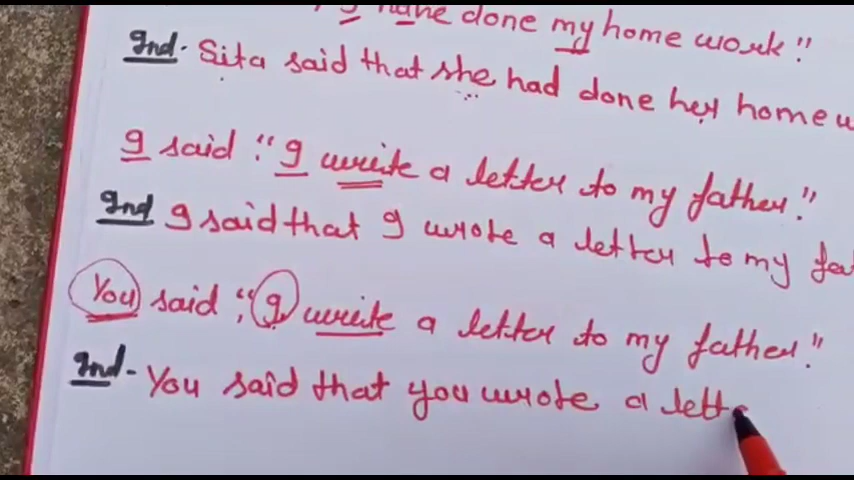 I have done my home work"
Ind. Sita said that she had done her home w
I said "I write a letter to my father."
Ind I said that I wrote a letter to my fa
You said, "I write a letter to my father."
Ind- You said that you wrote a lette